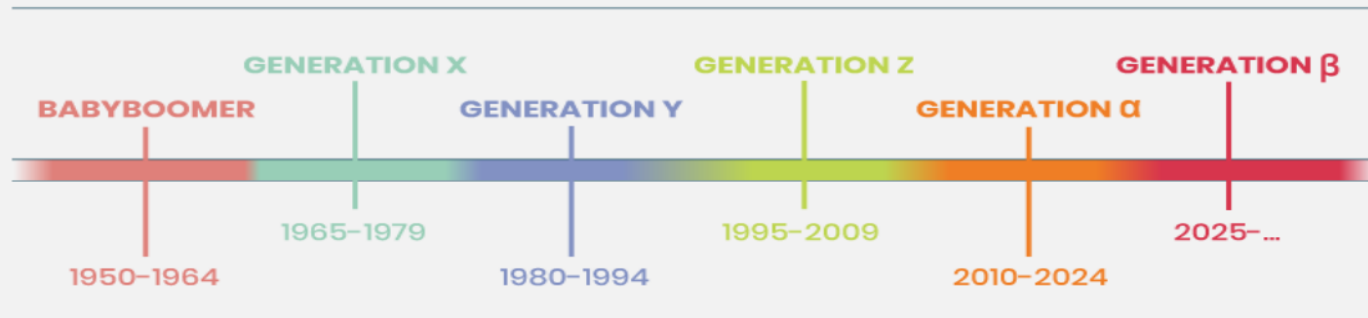 GENERATION X
GENERATION Z
GENERATION β
BABYBOOMER
GENERATION Y
GENERATION α
1965–1979
1995–2009
2025–...
1950–1964
1980–1994
2010–2024